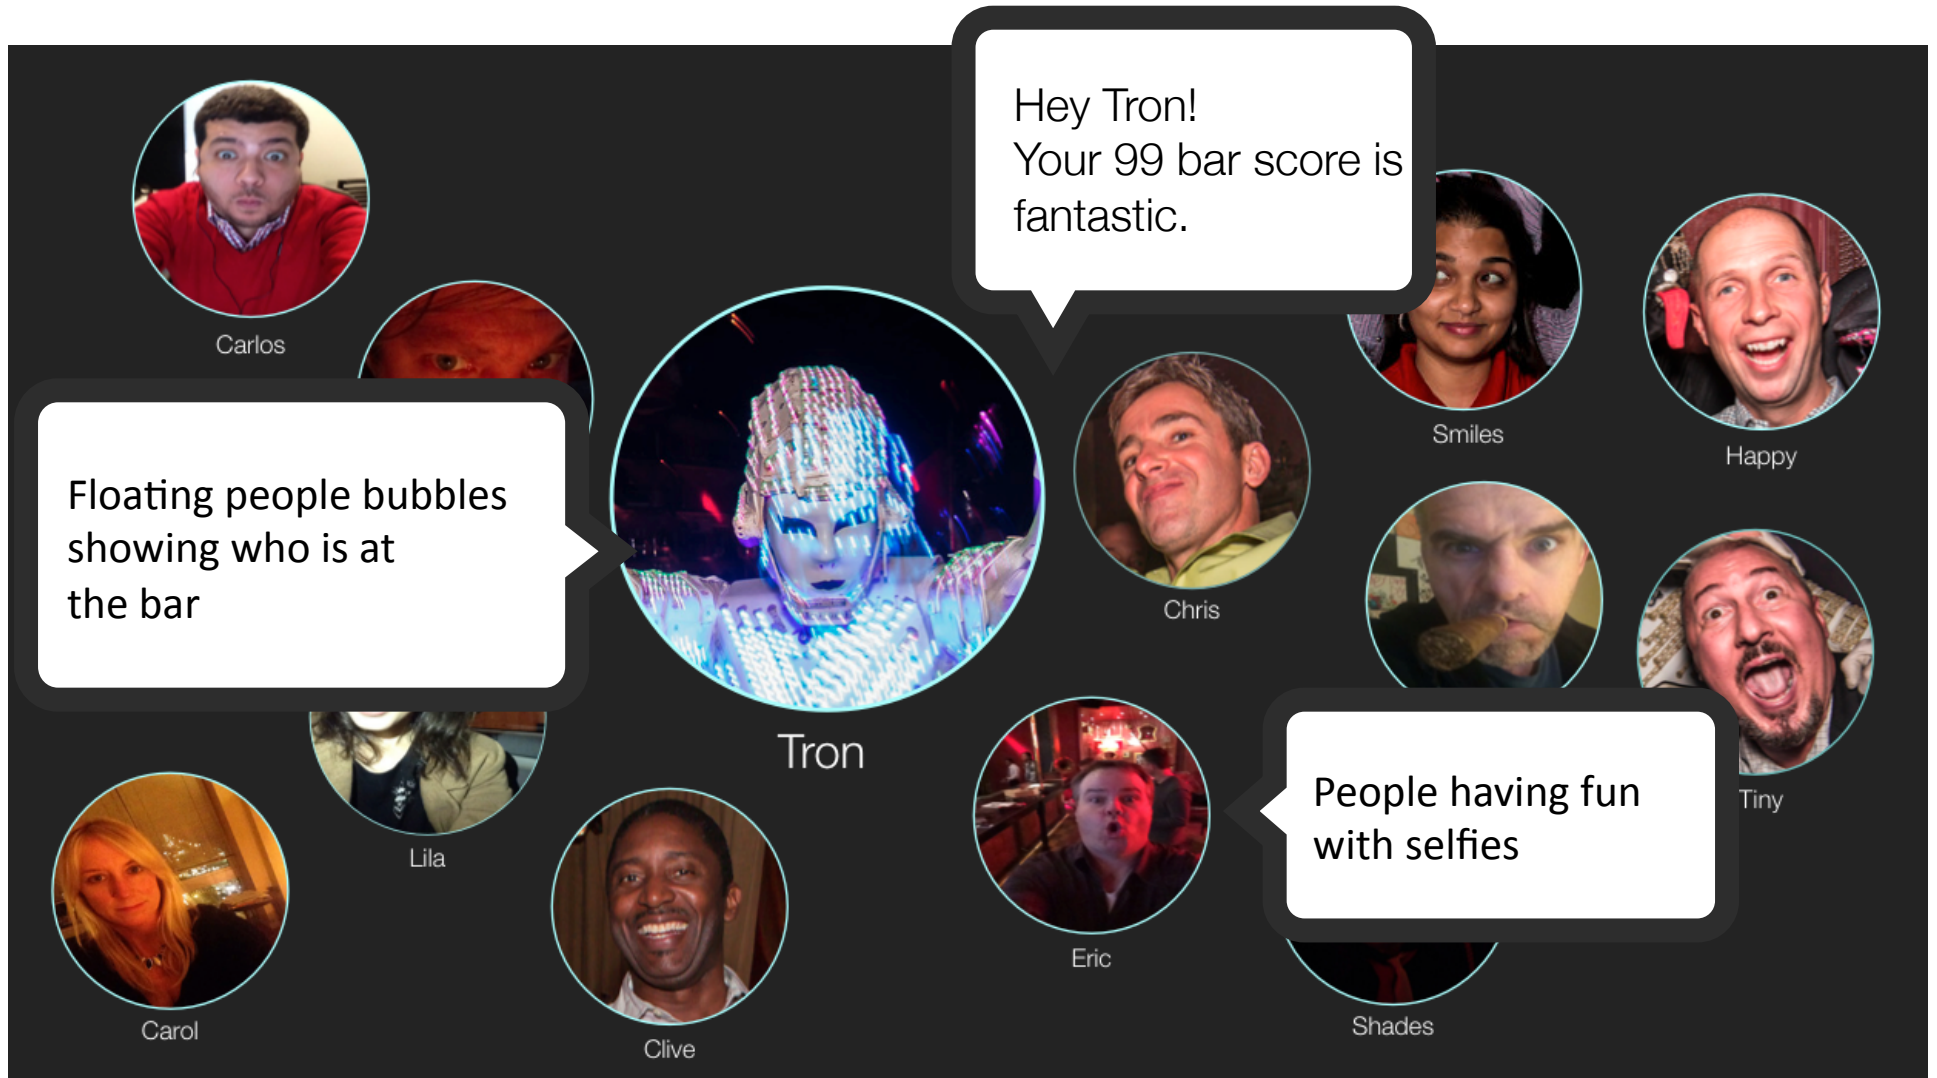 Hey Tron!
Your 99 bar score is
fantastic.
Carlos
Smiles
Happy
Floating people bubbles
showing who is at
the bar
Chris
Tron
People having fun
with selfies
Tiny
Lila
Eric
Carol
Clive
Shades